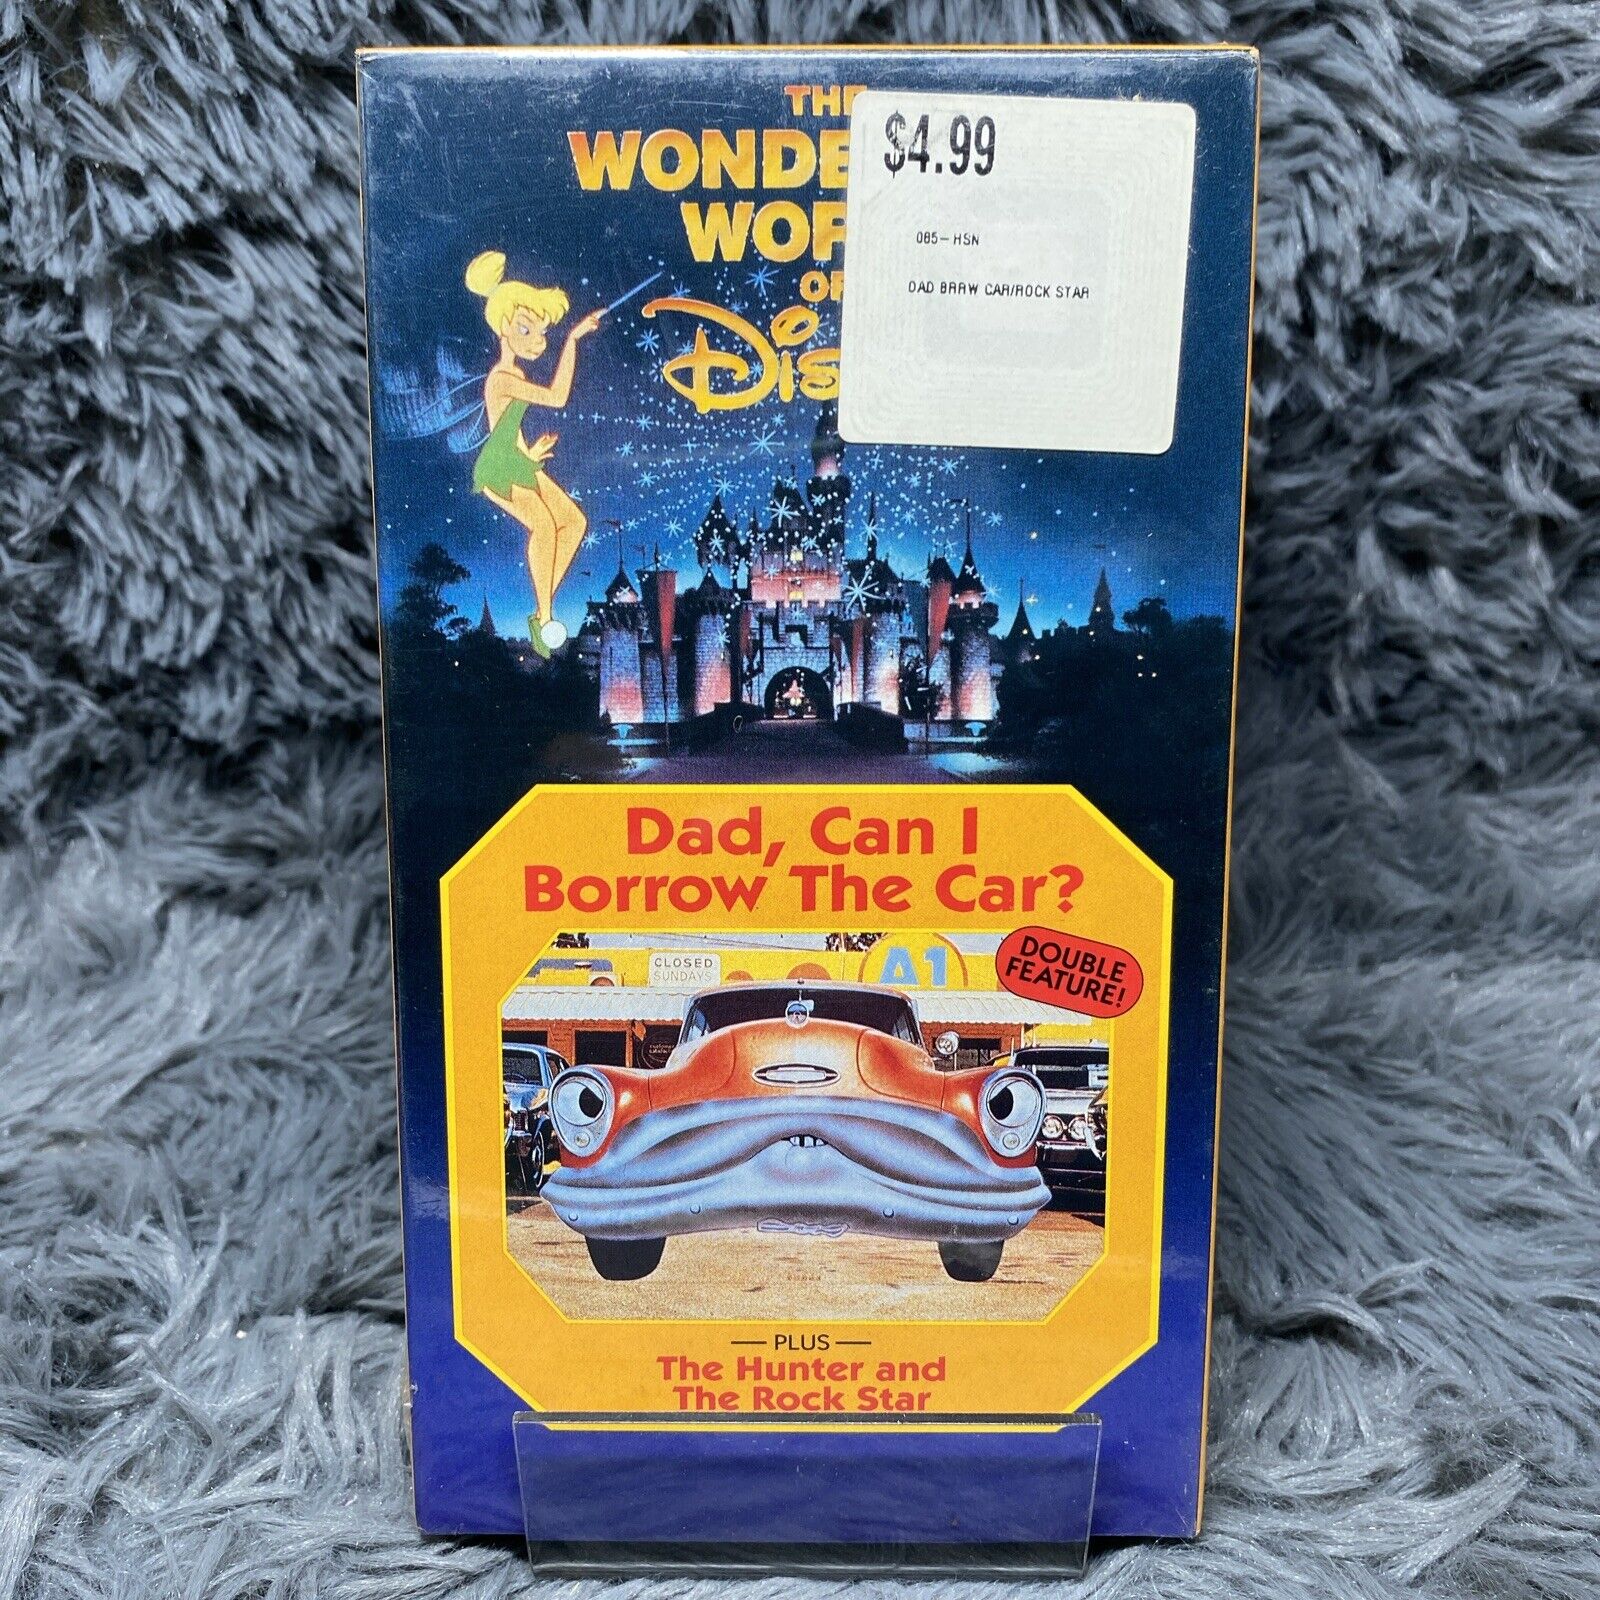 THE
WONDE
WOR
OF
Dis
$4.99
085-HSN
DAD BRRW CAR/ROCK STAR
Dad, Can I
Borrow The Car?
DOUBLE
FEATURE!
CLOSED
SUNDAYS
A1
PLUS
The Hunter and
The Rock Star